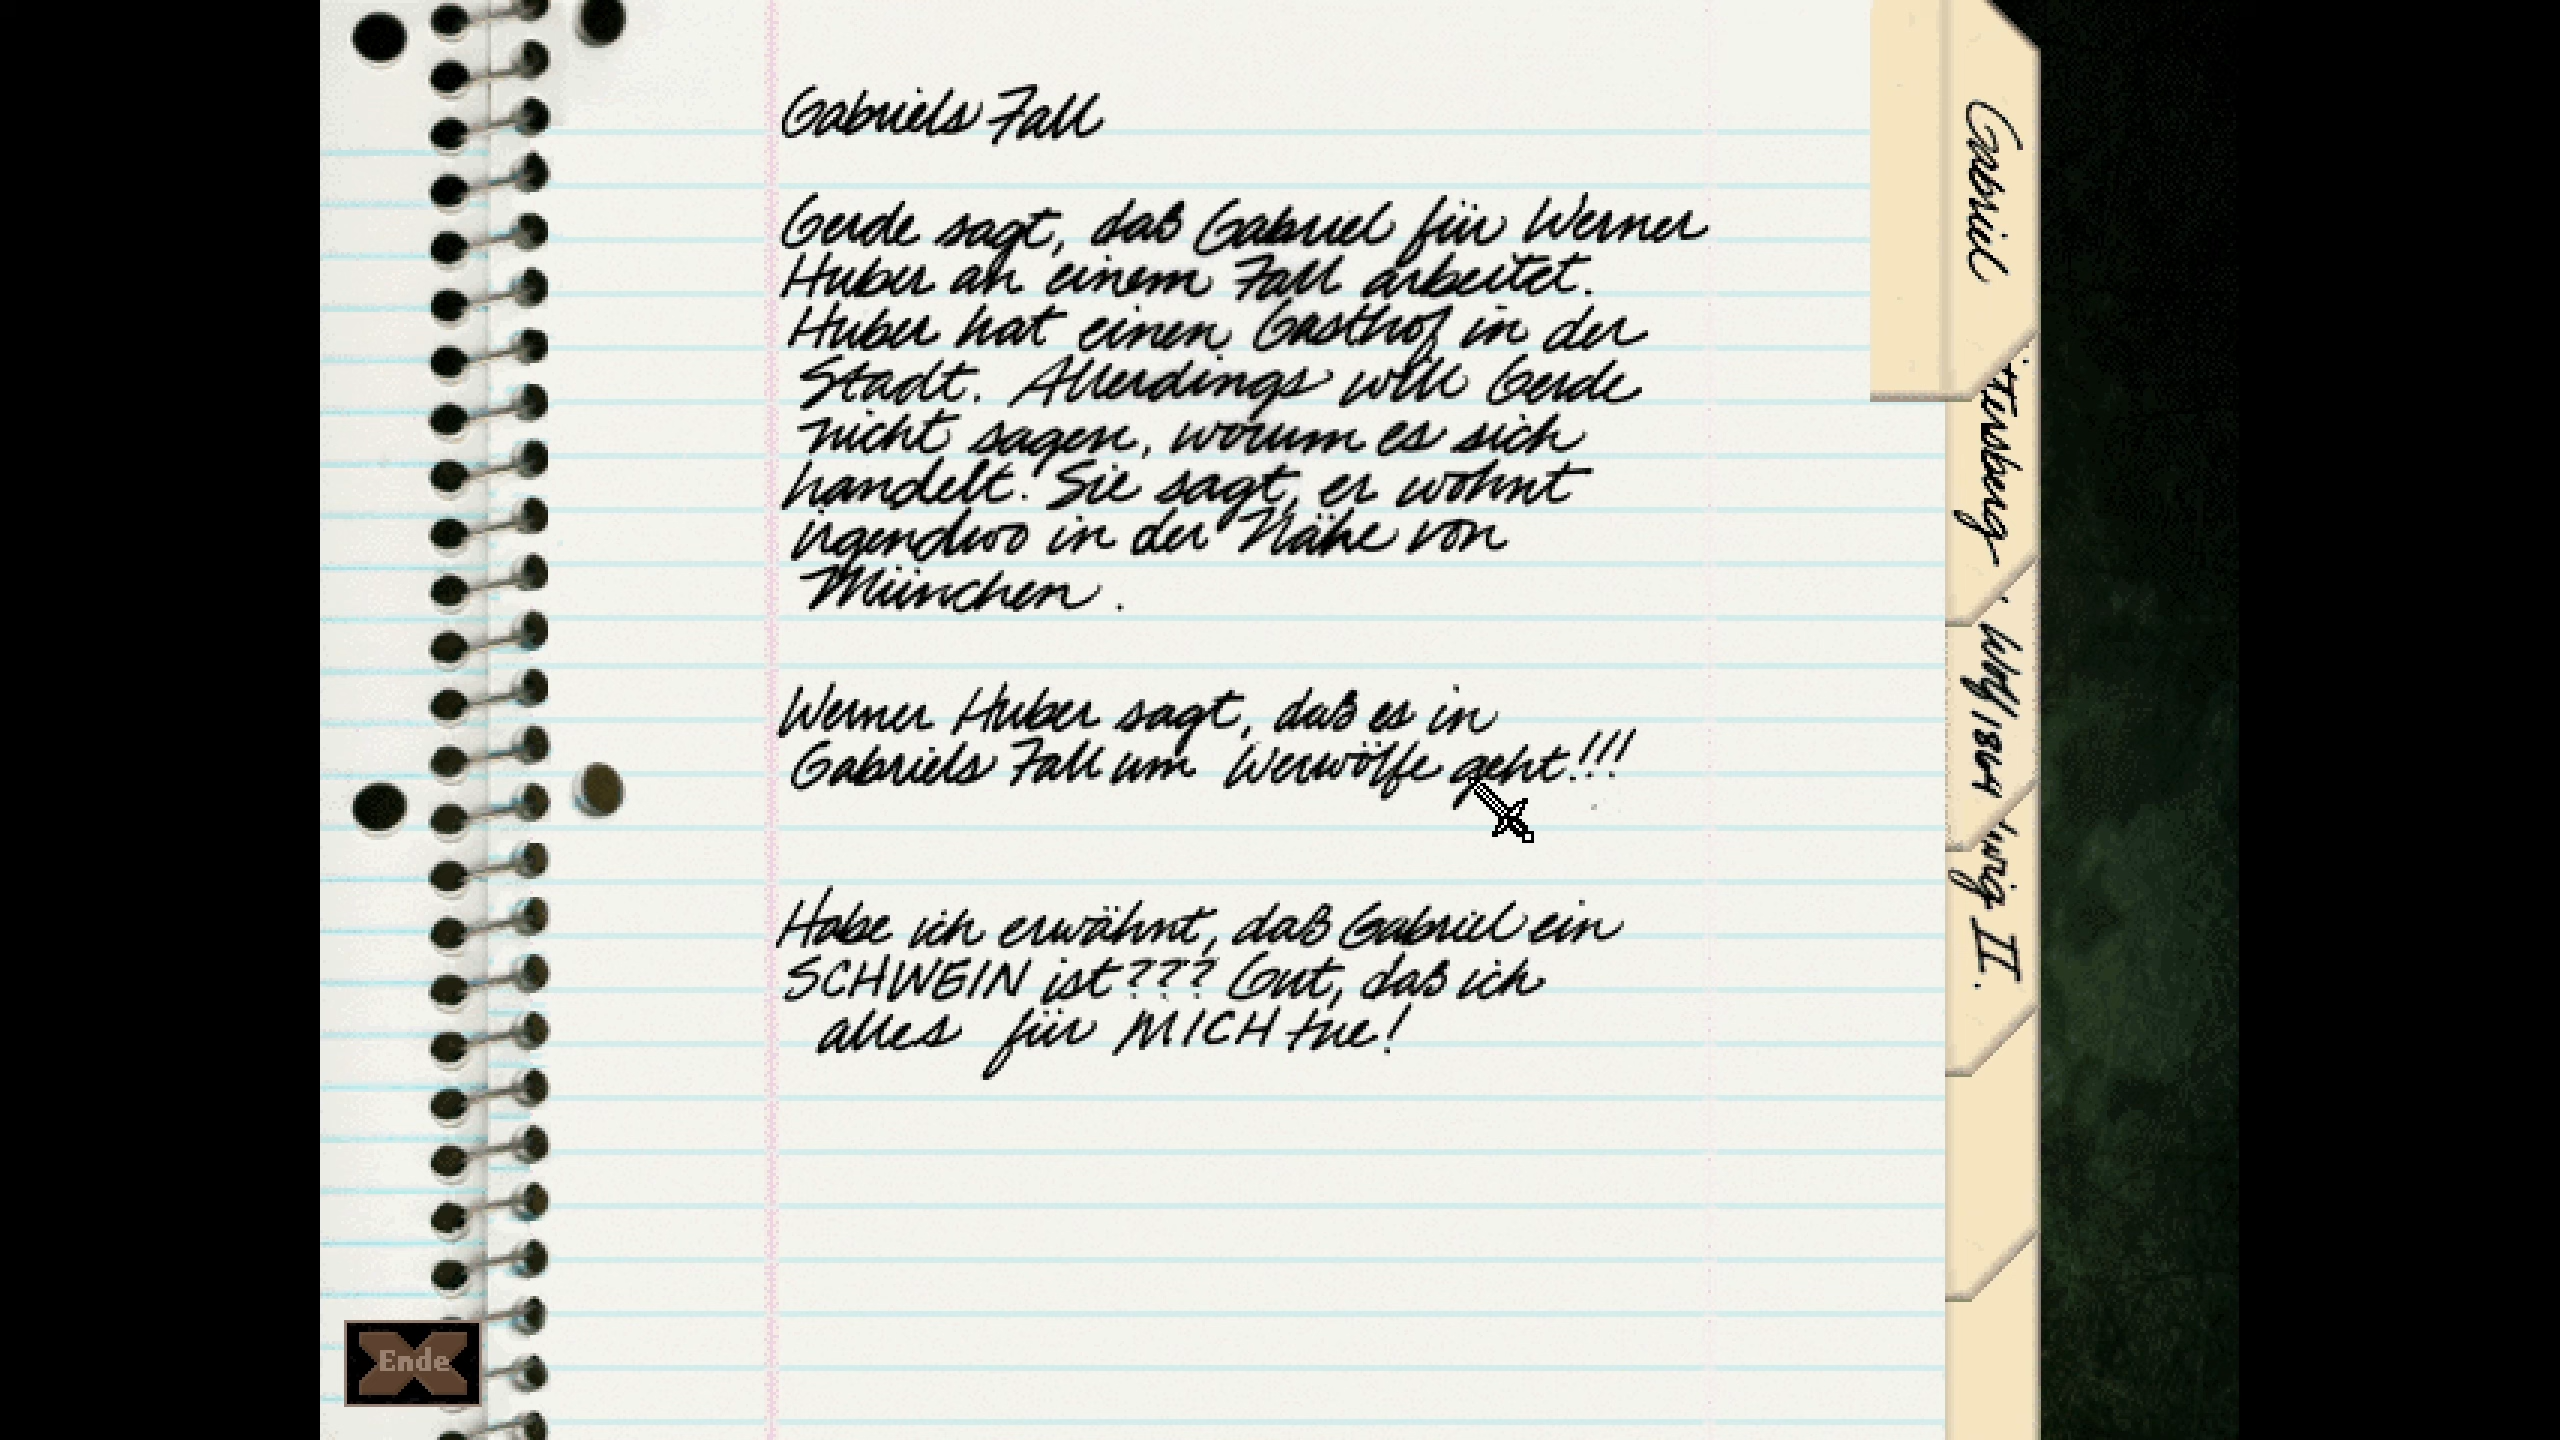 Gabriels Fall
Gerde sagt, daß Gabriel für Werner
Huber an einem Fall arbeitet.
Huber hat einen Gasthof in der
Stadt. Allerdings will Gerde
nicht sagen, worum es sich
handelt. Sie sagt, er wohnt
irgendwo in der Nähe von
München.
Werner Huber sagt, daß es in
Gabriels Fall um Werwölfe geht!!!
Habe ich erwähnt, daß Gabriel ein
SCHWEIN ist??? Gut, daß ich
alles für MICH tue!
Gabriel
Wolf 1864
II.
Ende